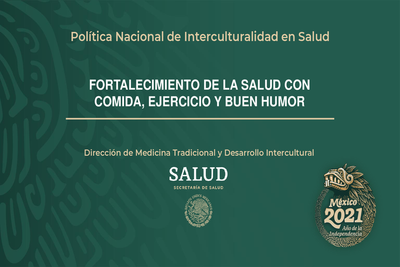 Política Nacional de Interculturalidad en Salud
FORTALECIMIENTO DE LA SALUD CON
COMIDA, EJERCICIO Y BUEN HUMOR
Dirección de Medicina Tradicional y Desarrollo Intercultural
SALUD
SECRETARÍA DE SALUD
México
2021
Año de la
Independencia